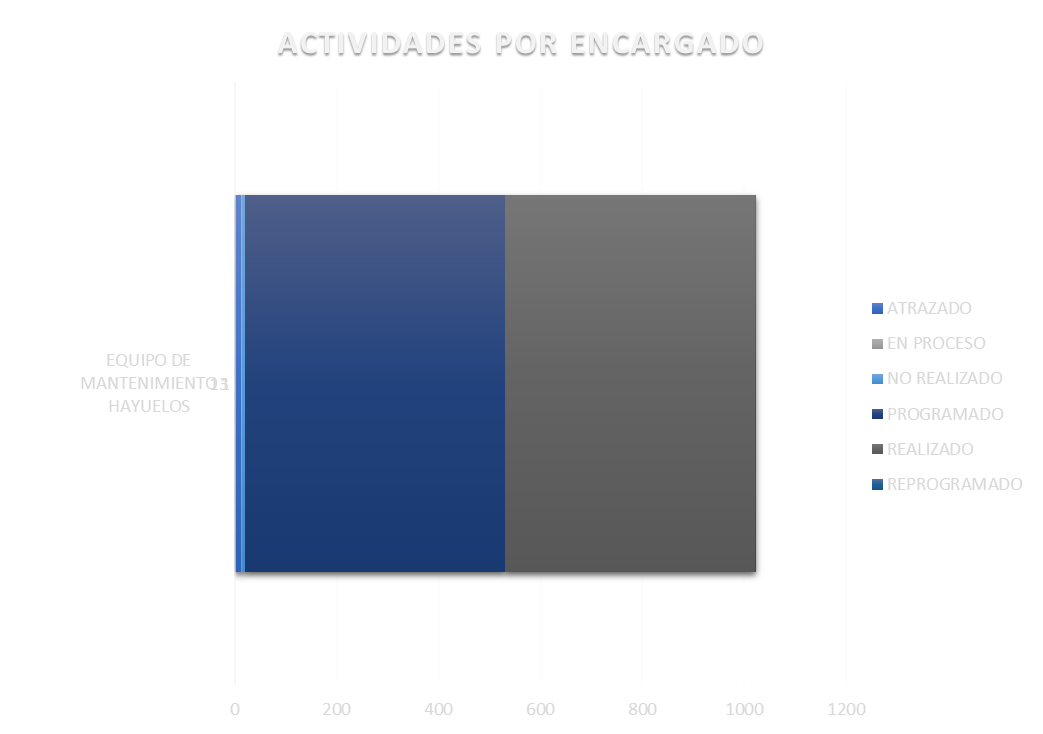 ACTIVIDADES POR ENCARGADO
EQUIPO DE
MANTENIMIENTO
HAYUELOS
13
ATRAZADO
EN PROCESO
NO REALIZADO
PROGRAMADO
REALIZADO
REPROGRAMADO
0 200 400 600 800 1000 1200